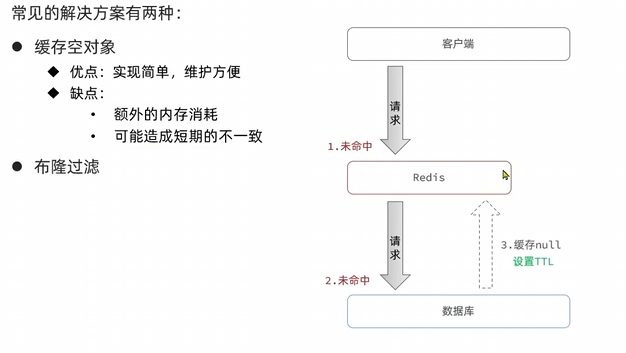 常见的解决方案有两种：
缓存空对象
优点：实现简单，维护方便
缺点：
额外的内存消耗
可能造成短期的不一致
布隆过滤
客户端
请求
1.未命中
Redis
请求
3.缓存null
设置TTL
2.未命中
数据库